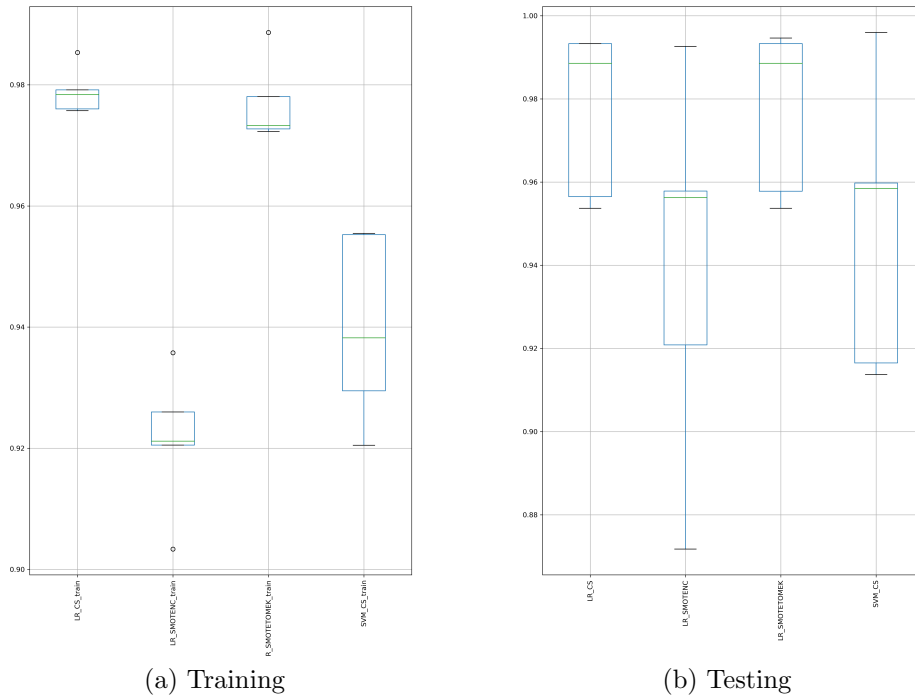 0.98
0.96
0.94
0.92
0.90
LR_CS_train
LR_SMOTENC_train
R_SMOTETOMEK_train
SVM_CS_train
(a) Training
1.00
0.98
0.96
0.94
0.92
0.90
0.88
LR_CS
LR_SMOTENC
LR_SMOTETOMEK
SVM_CS
(b) Testing